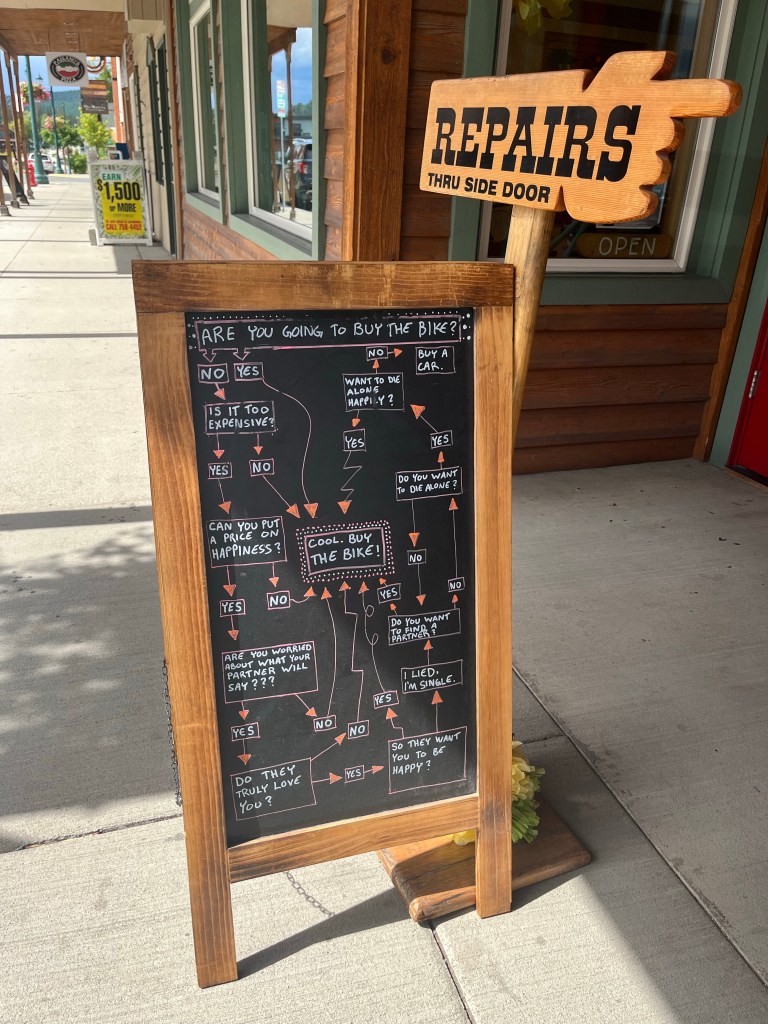 REPAIRS
THRU SIDE DOOR
OPEN
EARN
$1,500
OR MORE
ARE YOU GOING TO BUY THE BIKE?
NO
YES
IS IT TOO
EXPENSIVE?
YES
NO
CAN YOU PUT
A PRICE ON
HAPPINESS?
YES
NO
ARE YOU WORRIED
ABOUT WHAT YOUR
PARTNER WILL
SAY???
YES
NO
DO THEY
TRULY LOVE
YOU?
NO
YES
SO THEY WANT
YOU TO BE
HAPPY?
YES
I LIED,
I'M SINGLE.
DO YOU WANT
TO FIND A
PARTNER?
YES
NO
DO YOU WANT
TO DIE ALONE?
NO
YES
WANT TO DIE
ALONE
HAPPILY?
NO
BUY A
CAR.
YES
COOL. BUY
THE BIKE!